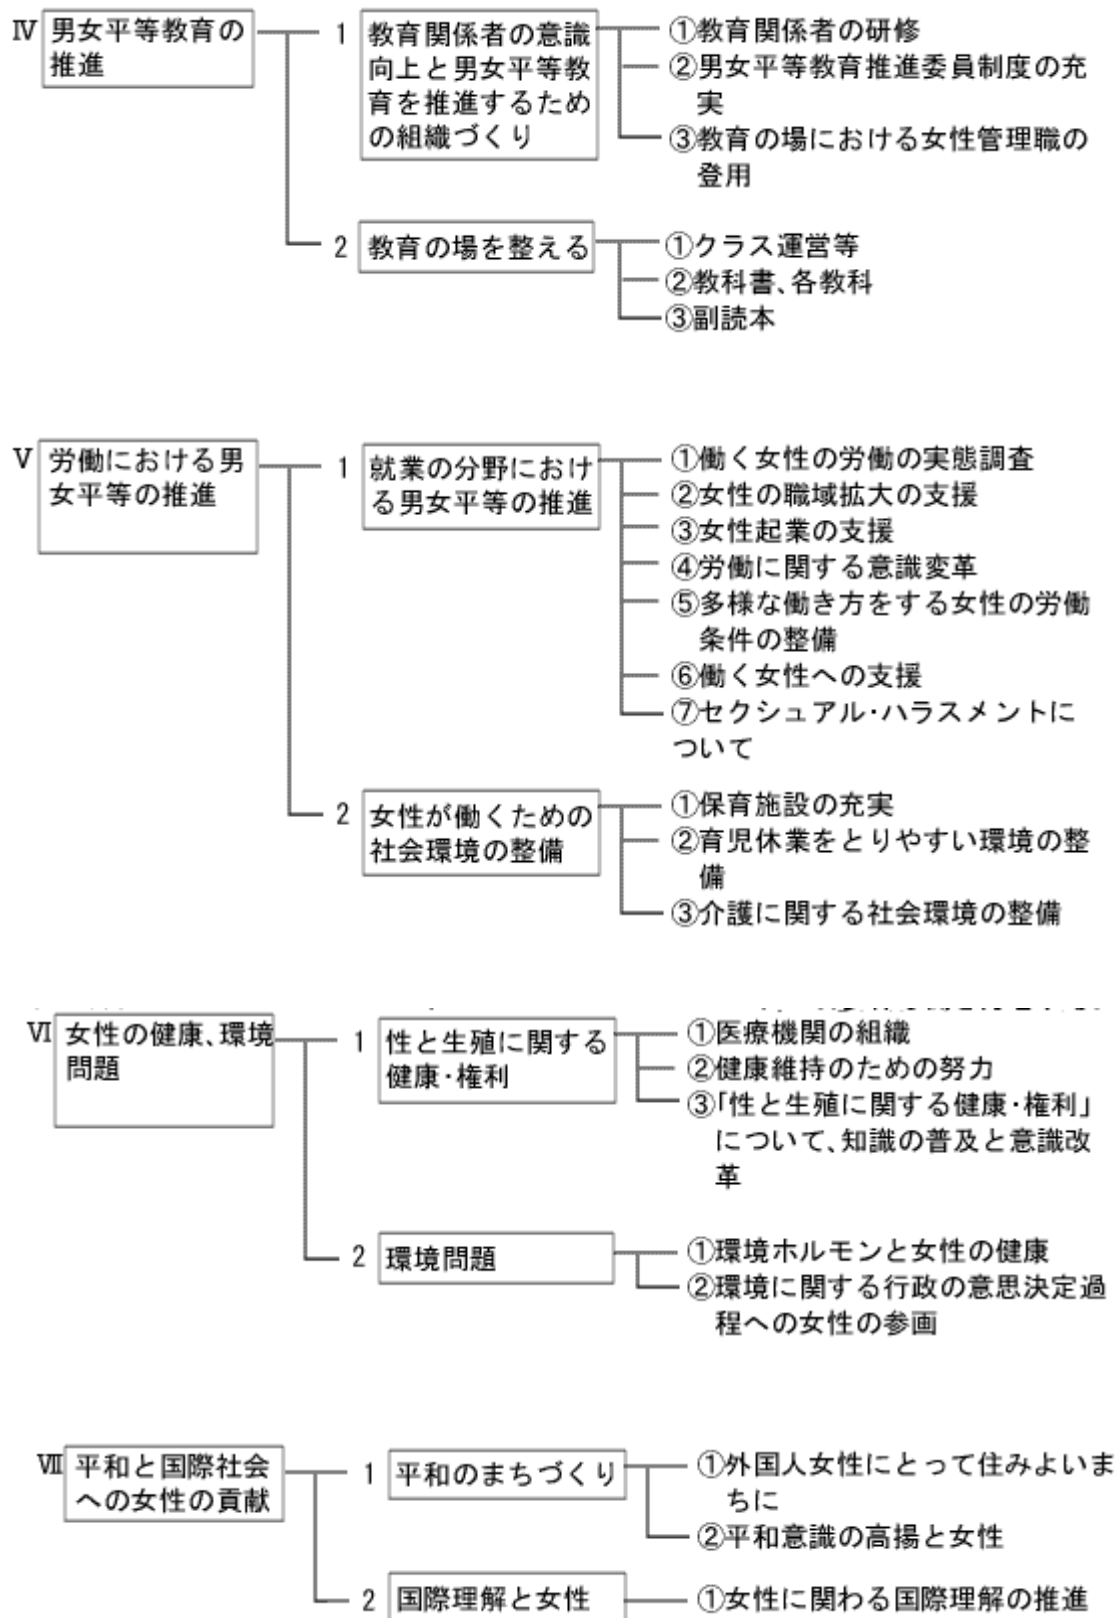 Ⅳ 男女平等教育の
推進
1 教育関係者の意識
向上と男女平等教
育を推進するため
の組織づくり
①教育関係者の研修
②男女平等教育推進委員制度の充
実
③教育の場における女性管理職の
登用
2 教育の場を整える
①クラス運営等
②教科書、各教科
③副読本
Ⅴ 労働における男
女平等の推進
1 就業の分野におけ
る男女平等の推進
①働く女性の労働の実態調査
②女性の職域拡大の支援
③女性起業の支援
④労働に関する意識変革
⑤多様な働き方をする女性の労働
条件の整備
⑥働く女性への支援
⑦セクシュアル・ハラスメントに
ついて
2 女性が働くための
社会環境の整備
①保育施設の充実
②育児休業をとりやすい環境の整
備
③介護に関する社会環境の整備
Ⅵ 女性の健康、環境
問題
1 性と生殖に関する
健康・権利
①医療機関の組織
②健康維持のための努力
③「性と生殖に関する健康・権利」
について、知識の普及と意識改
革
2 環境問題
①環境ホルモンと女性の健康
②環境に関する行政の意思決定過
程への女性の参画
Ⅶ 平和と国際社会
への女性の貢献
1 平和のまちづくり
①外国人女性にとって住みよいま
ちに
②平和意識の高揚と女性
2 国際理解と女性
①女性に関わる国際理解の推進